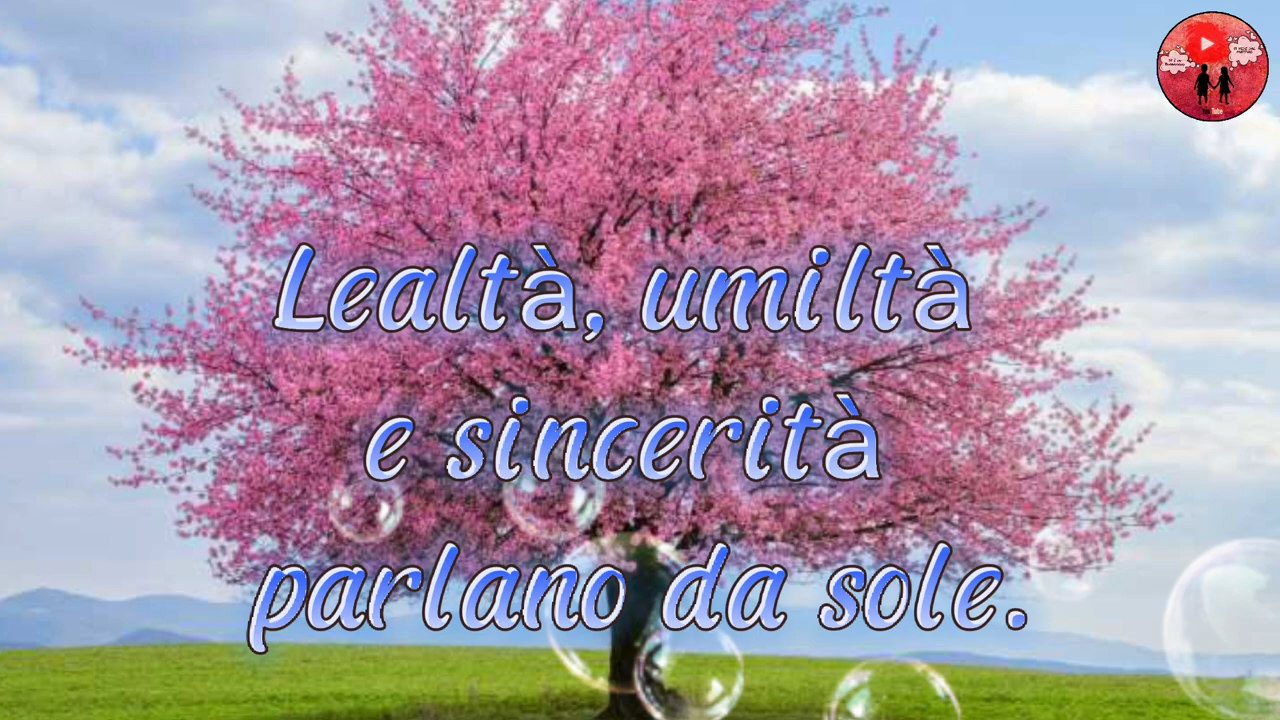 Lealtà, umiltà
e sincerità
parlano da sole.